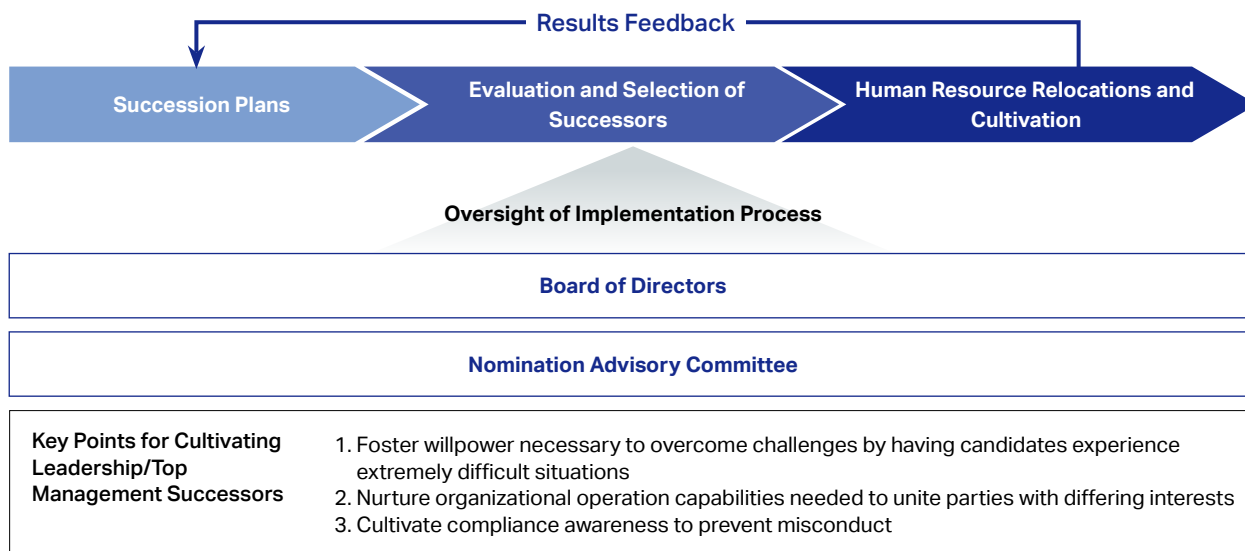 Results Feedback
Succession Plans
Evaluation and Selection of
Successors
Human Resource Relocations and
Cultivation
Oversight of Implementation Process
Board of Directors
Nomination Advisory Committee
Key Points for Cultivating
Leadership/Top
Management Successors
1. Foster willpower necessary to overcome challenges by having candidates experience
extremely difficult situations
2. Nurture organizational operation capabilities needed to unite parties with differing interests
3. Cultivate compliance awareness to prevent misconduct